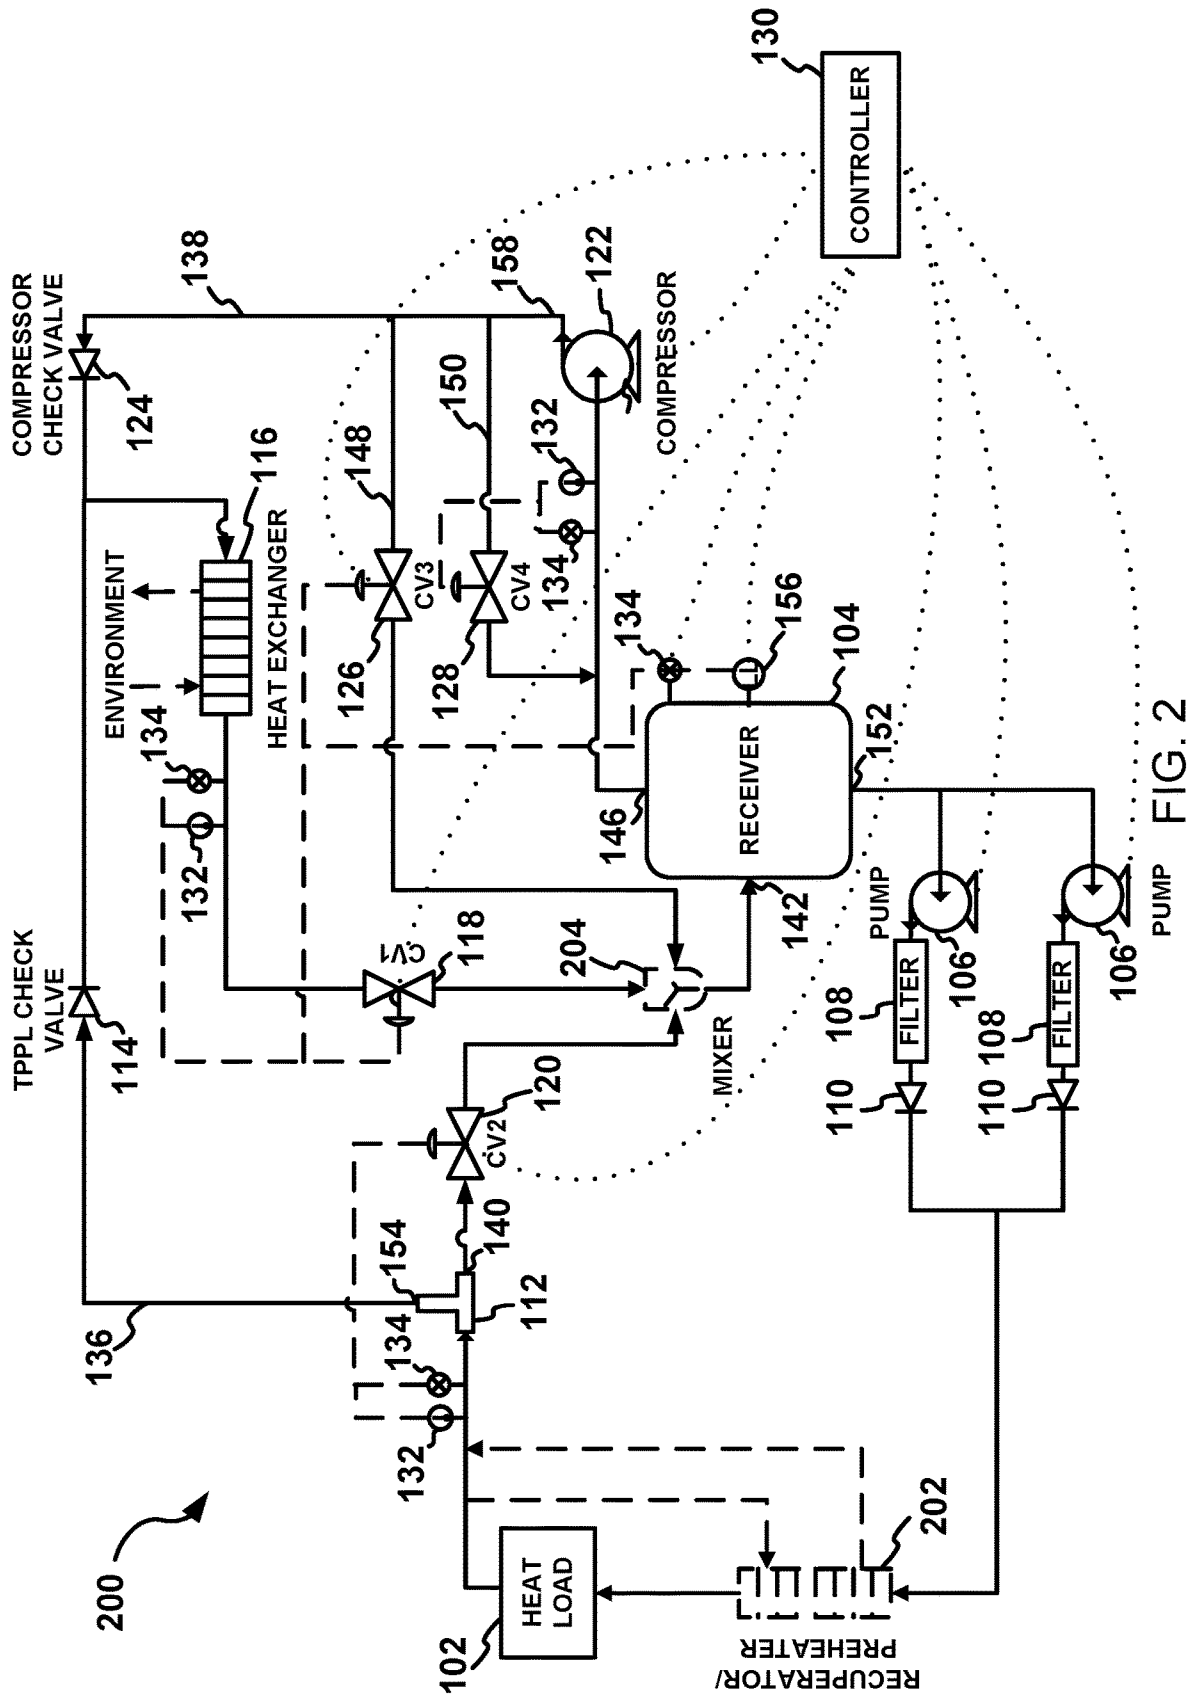 200
136
TPPL CHECK
VALVE
114
COMPRESSOR
CHECK VALVE
124
138
ENVIRONMENT
116
HEAT EXCHANGER
134
132
148
150
158
122
COMPRESSOR
130
CONTROLLER
126
CV3
128
CV4
134
132
CV1
118
204
MIXER
120
CV2
154
140
112
134
132
102
HEAT
LOAD
RECUPERATOR/
PREHEATER
202
146
142
RECEIVER
134
LL
156
104
152
PUMP
106
FILTER
108
110
PUMP
106
FILTER
108
110
FIG. 2